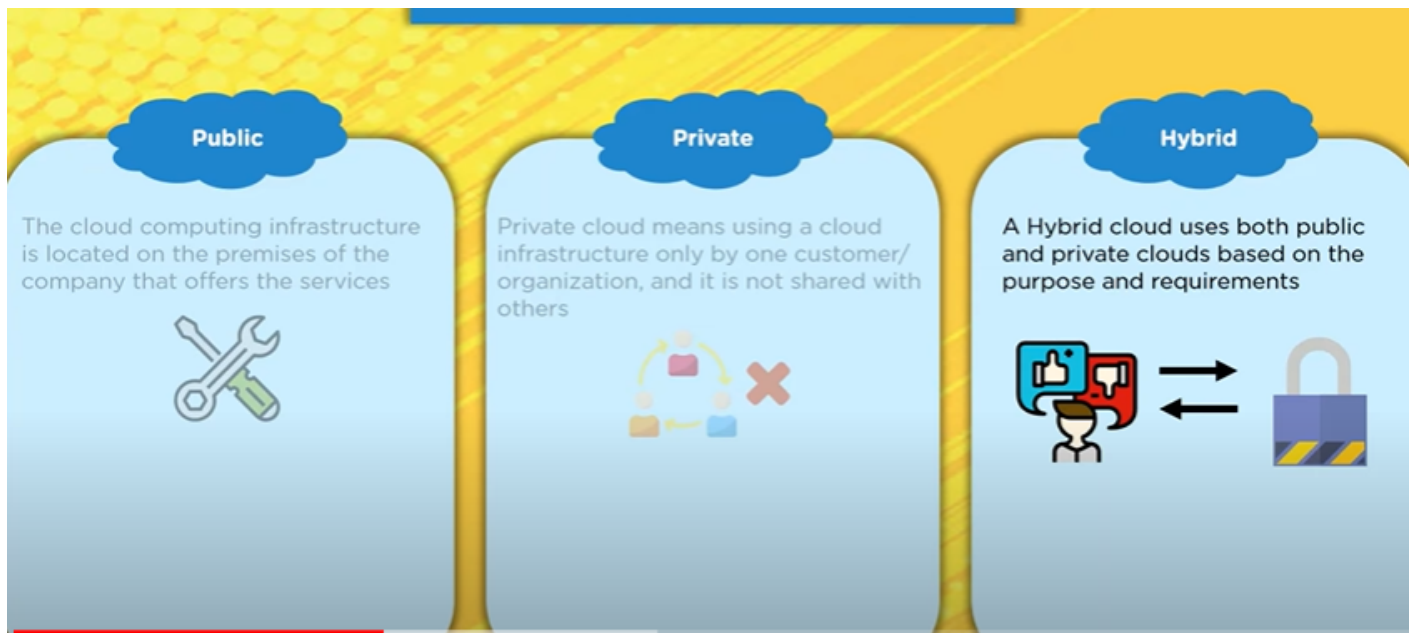 Public
The cloud computing infrastructure
is located on the premises of the
company that offers the services
Private
Private cloud means using a cloud
infrastructure only by one customer/
organization, and it is not shared with
others
Hybrid
A Hybrid cloud uses both public
and private clouds based on the
purpose and requirements